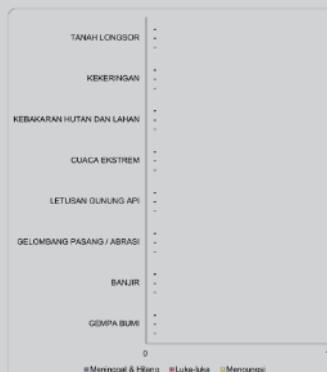 TANAH LONGSOR
KEKERINGAN
KEBAKARAN HUTAN DAN LAHAN
CUACA EKSTREM
LETUSAN GUNUNG API
GELOMBANG PASANG / ABRASI
BANJIR
GEMPA BUMI
0
Meninggal & Hilang Luka-luka Mengungsi